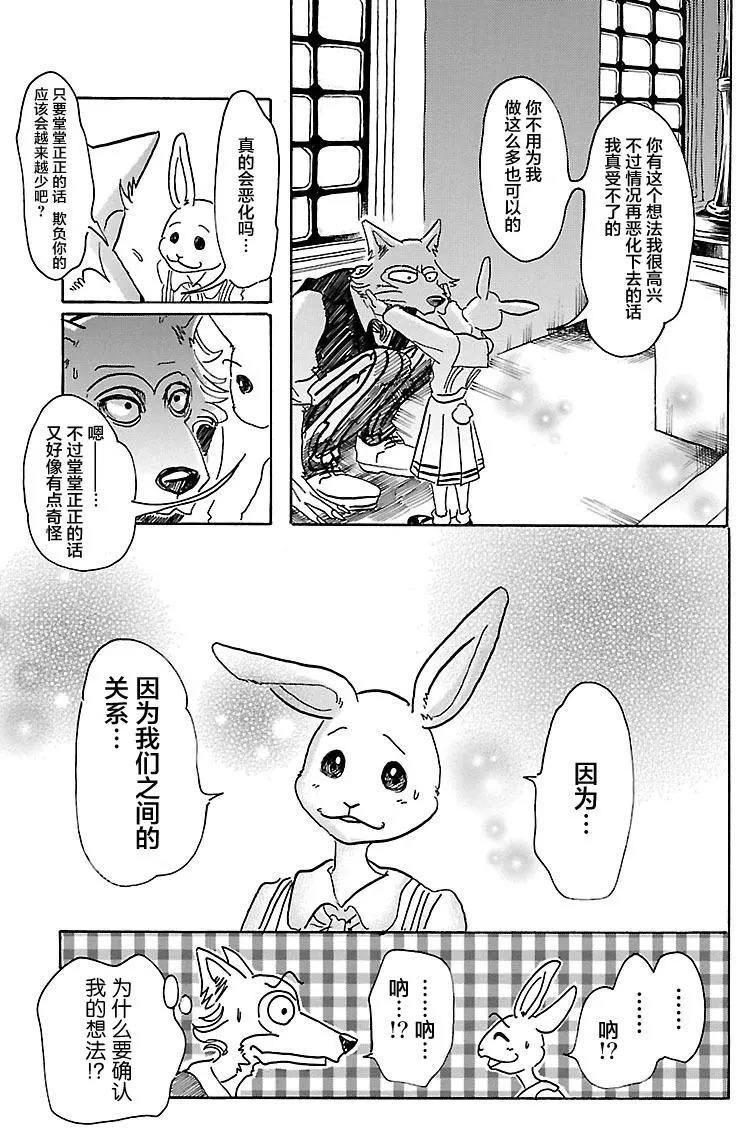 你有这个想法我很高兴
不过情况再恶化下去的话
我真受不了的
你不用为我
做这么多也可以的
真的会恶化吗…
只要堂堂正正的话 欺负你的
应该会越来越少吧？
嗯——…
不过堂堂正正的话
又好像有点奇怪
因为…
因为我们之间的
关系…
……
……
呐!?
……呐
呐…!?
为什么要确认
我的想法!?